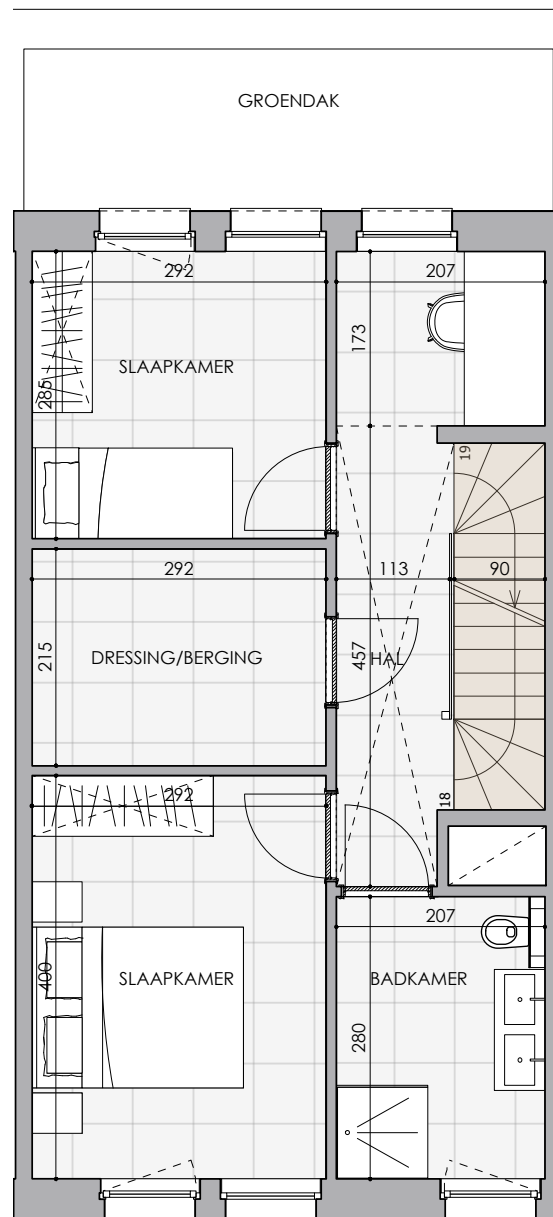 GROENDAK
292
207
173
SLAAPKAMER
285
19
292
113
90
215
DRESSING/BERGING
457
HAL
292
18
207
400
SLAAPKAMER
BADKAMER
280